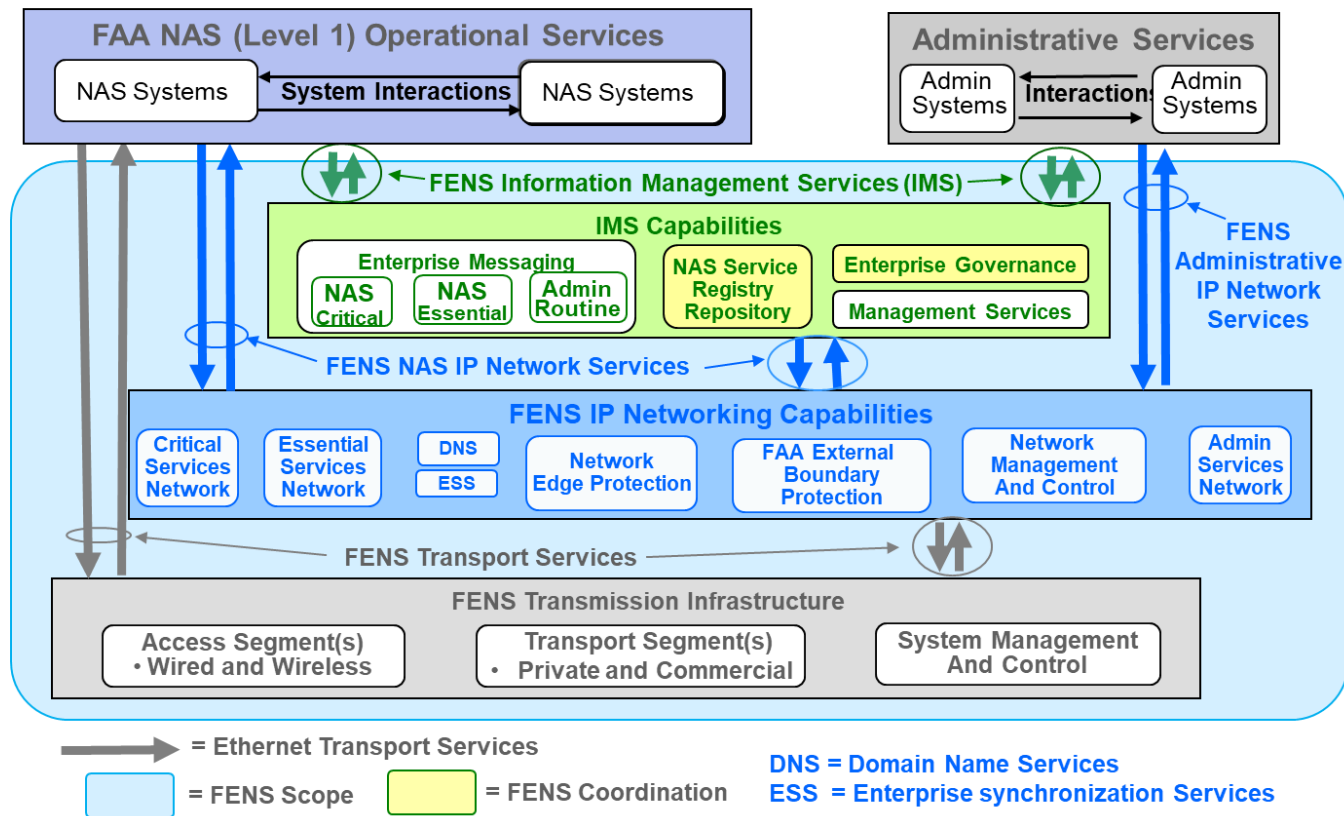 FAA NAS (Level 1) Operational Services
NAS Systems
System Interactions
NAS Systems
Administrative Services
Admin
Systems
Interactions
Admin
Systems
FENS Information Management Services (IMS)
IMS Capabilities
Enterprise Messaging
NAS
Critical
NAS
Essential
Admin
Routine
NAS Service
Registry
Repository
Enterprise Governance
Management Services
FENS
Administrative
IP Network
Services
FENS NAS IP Network Services
FENS IP Networking Capabilities
Critical
Services
Network
Essential
Services
Network
DNS
ESS
Network
Edge Protection
FAA External
Boundary
Protection
Network
Management
And Control
Admin
Services
Network
FENS Transport Services
FENS Transmission Infrastructure
Access Segment(s)
• Wired and Wireless
Transport Segment(s)
• Private and Commercial
System Management
And Control
= Ethernet Transport Services
= FENS Scope
= FENS Coordination
DNS = Domain Name Services
ESS = Enterprise synchronization Services